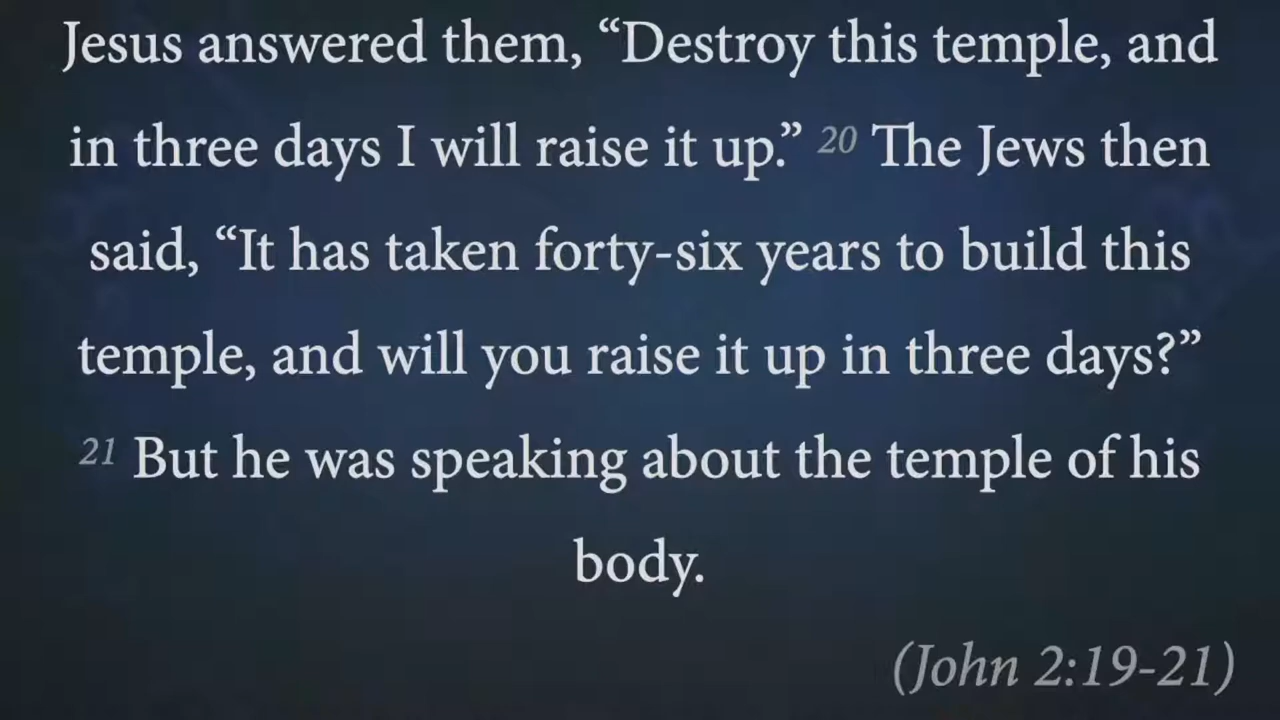 Jesus answered them, “Destroy this temple, and
in three days I will raise it up.” 20 The Jews then
said, “It has taken forty-six years to build this
temple, and will you raise it up in three days?”
21 But he was speaking about the temple of his
body.
(John 2:19-21)